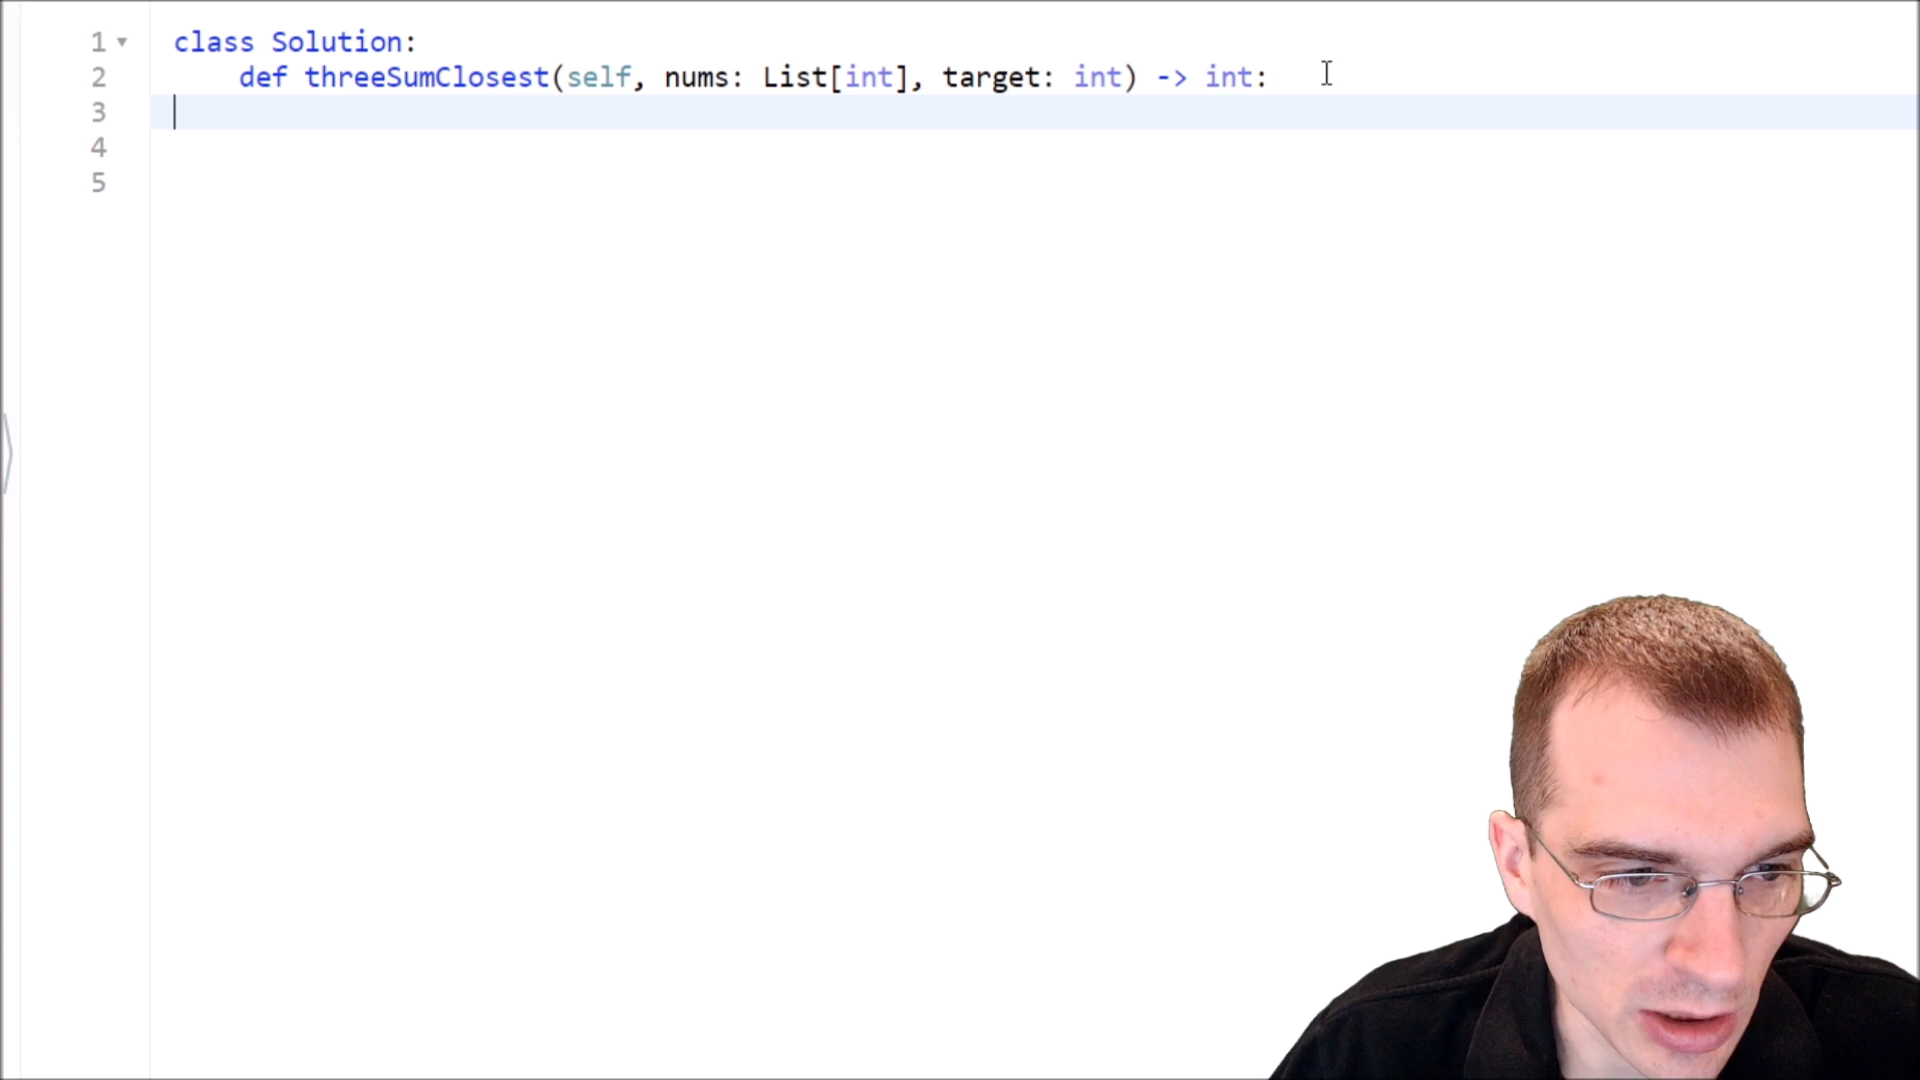 1 class Solution:
2 def threeSumClosest(self, nums: List[int], target: int) -> int:
3
4
5